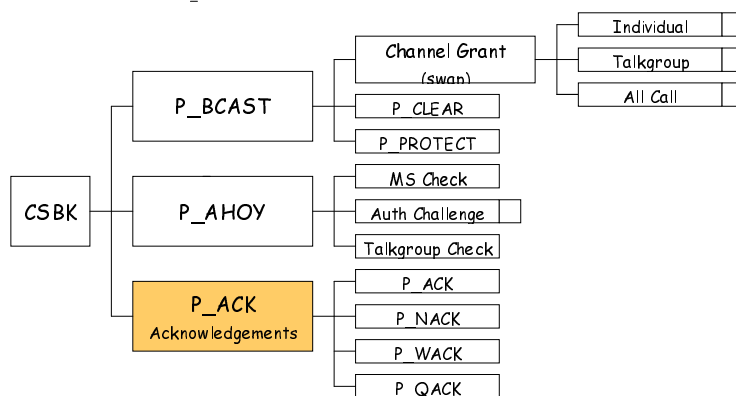 CSBK
P_BCAST
Channel Grant
(swap)
Individual
Talkgroup
All Call
P_CLEAR
P_PROTECT
P_AHOY
MS Check
Auth Challenge
Talkgroup Check
P_ACK
Acknowledgements
P_ACK
P_NACK
P_WACK
P_QACK